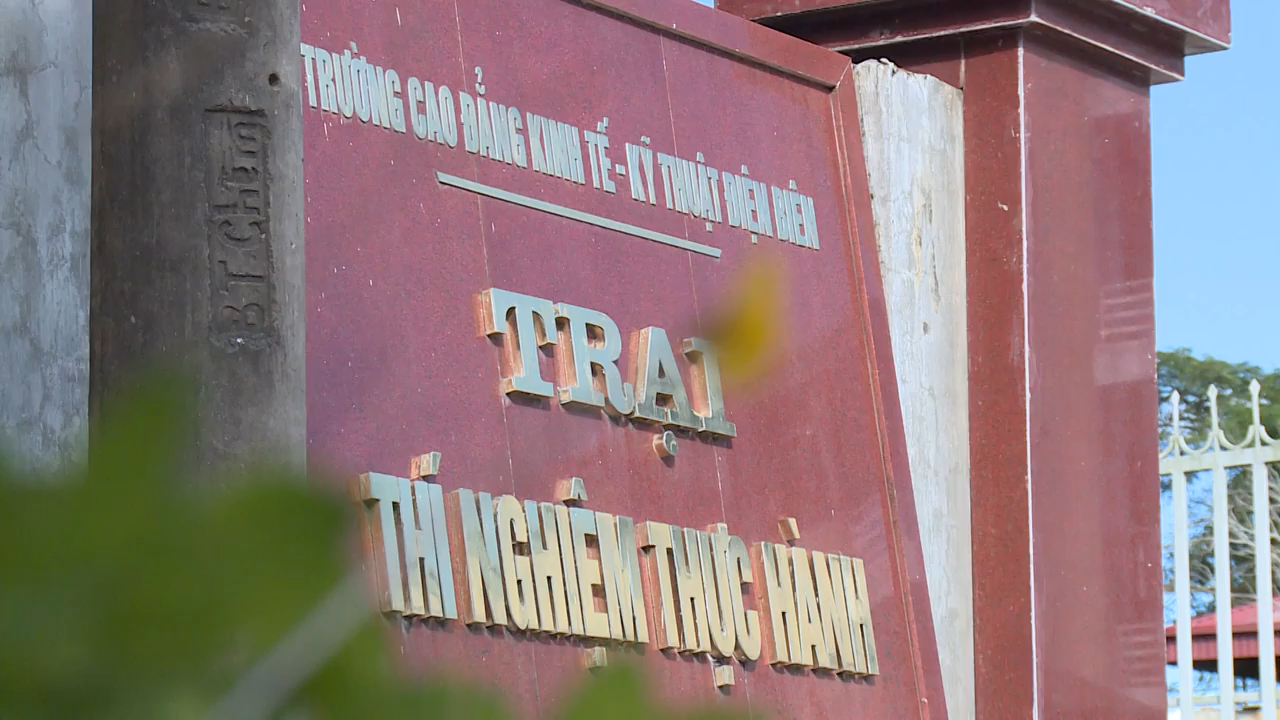 TRƯỜNG CAO ĐẲNG KINH TẾ - KỸ THUẬT ĐIỆN BIÊN
TRẠI
THÍ NGHIỆM THỰC HÀNH